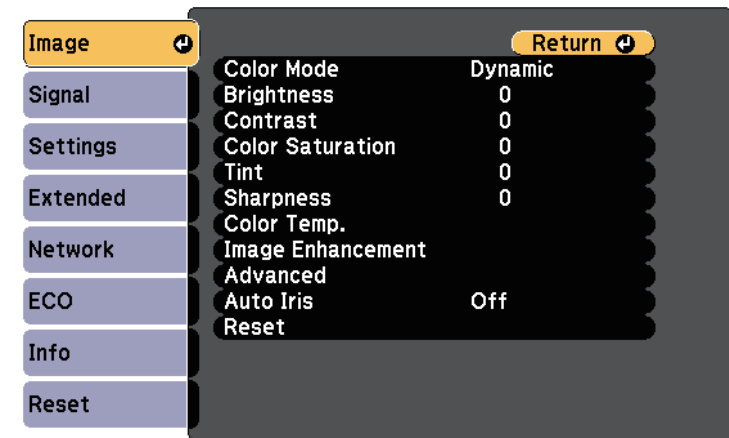 Image
Signal
Settings
Extended
Network
ECO
Info
Reset
Return
Color Mode Dynamic
Brightness 0
Contrast 0
Color Saturation 0
Tint 0
Sharpness 0
Color Temp.
Image Enhancement
Advanced
Auto Iris Off
Reset